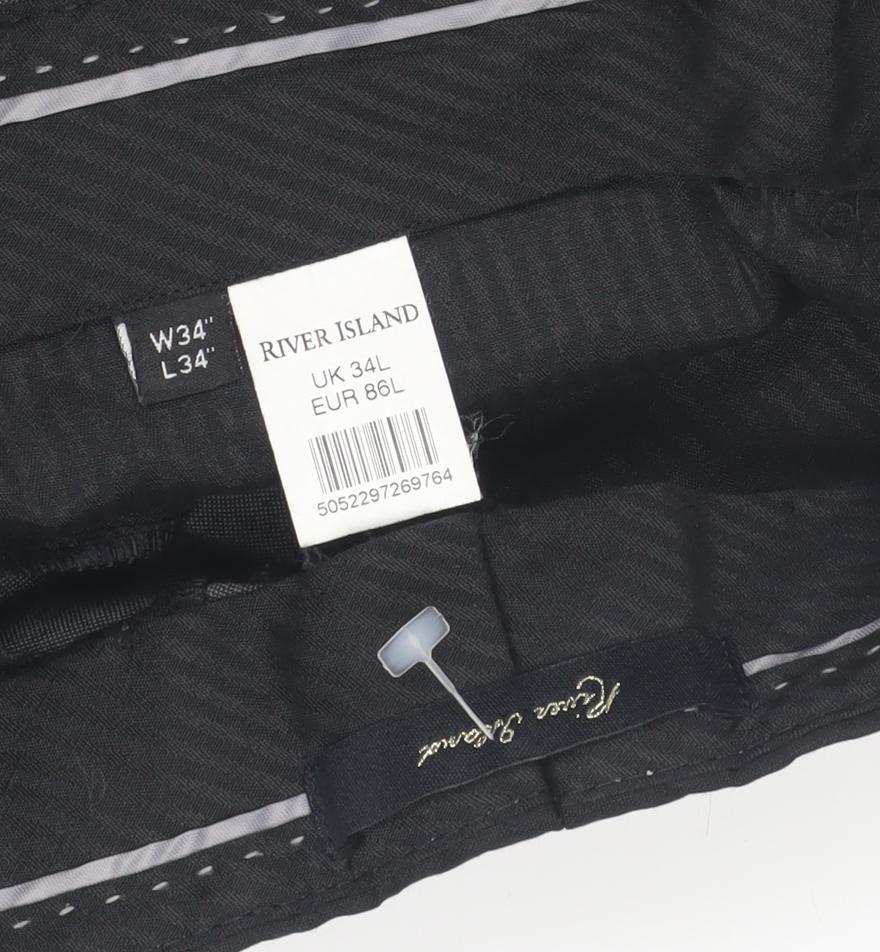 W34"
L34"
RIVER ISLAND
UK 34L
EUR 86L
5052297269764
River Island